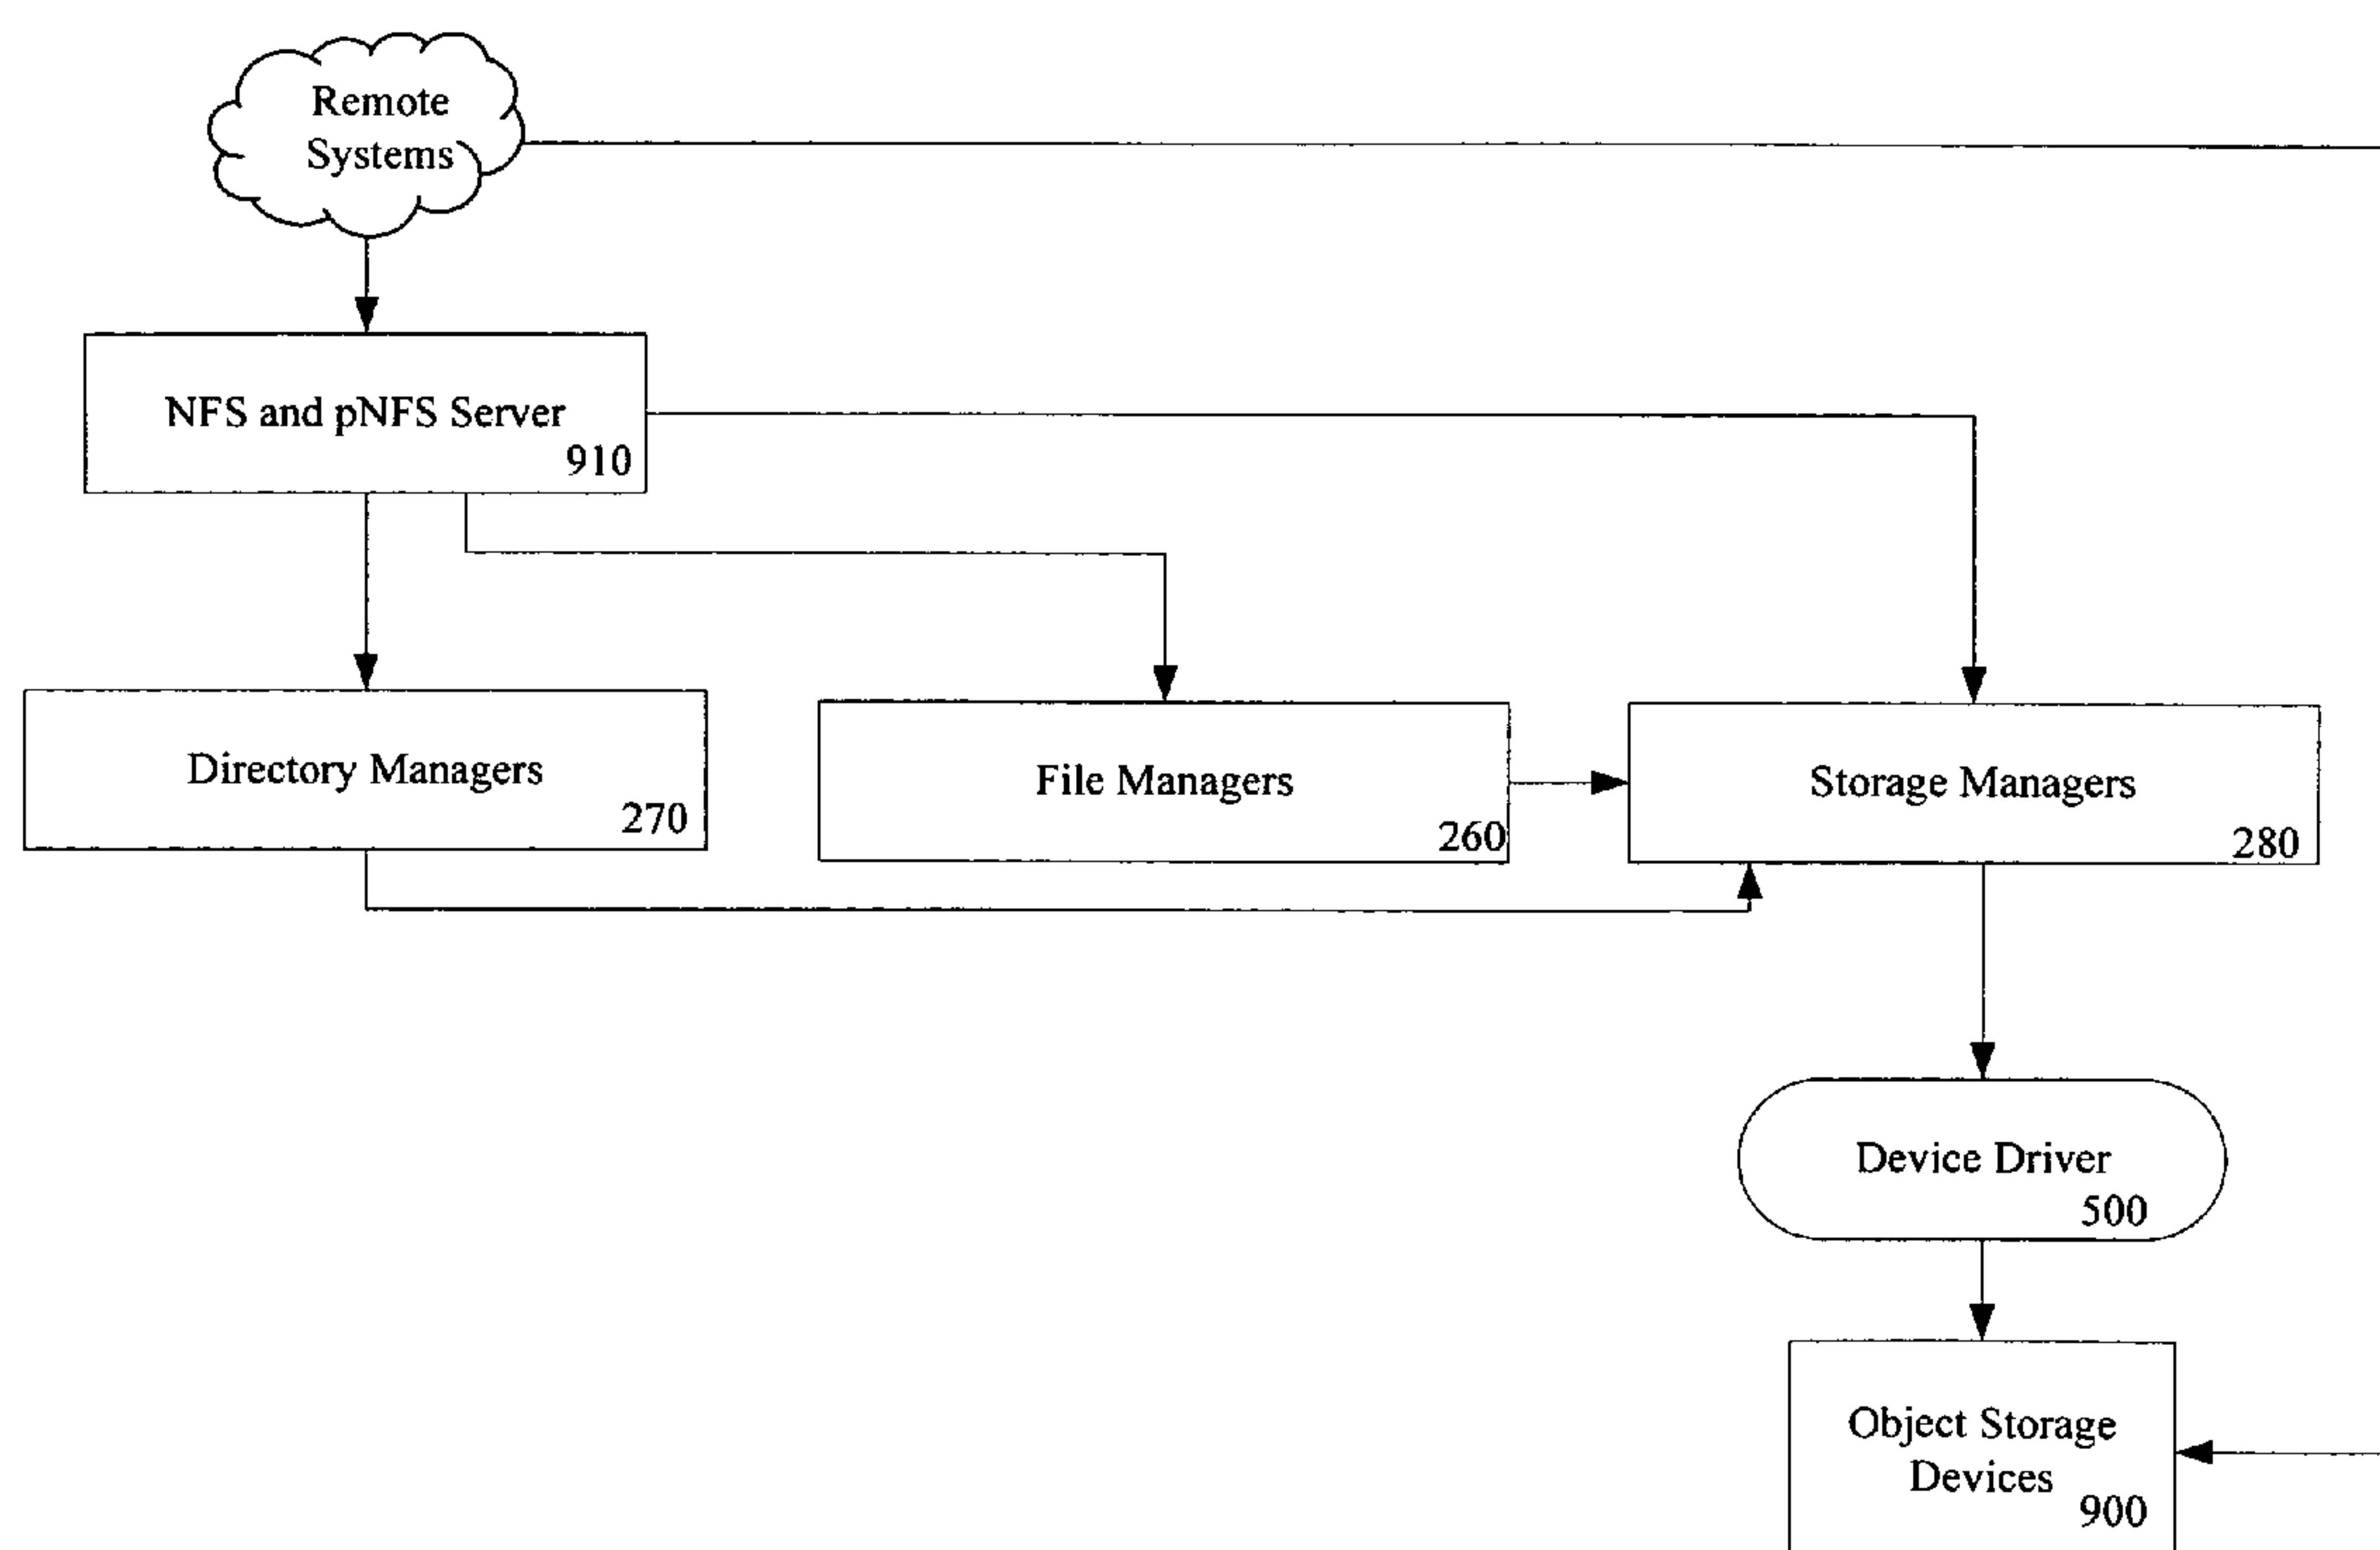 Remote
Systems
NFS and pNFS Server
910
Directory Managers
270
File Managers
260
Storage Managers
280
Device Driver
500
Object Storage
Devices
900